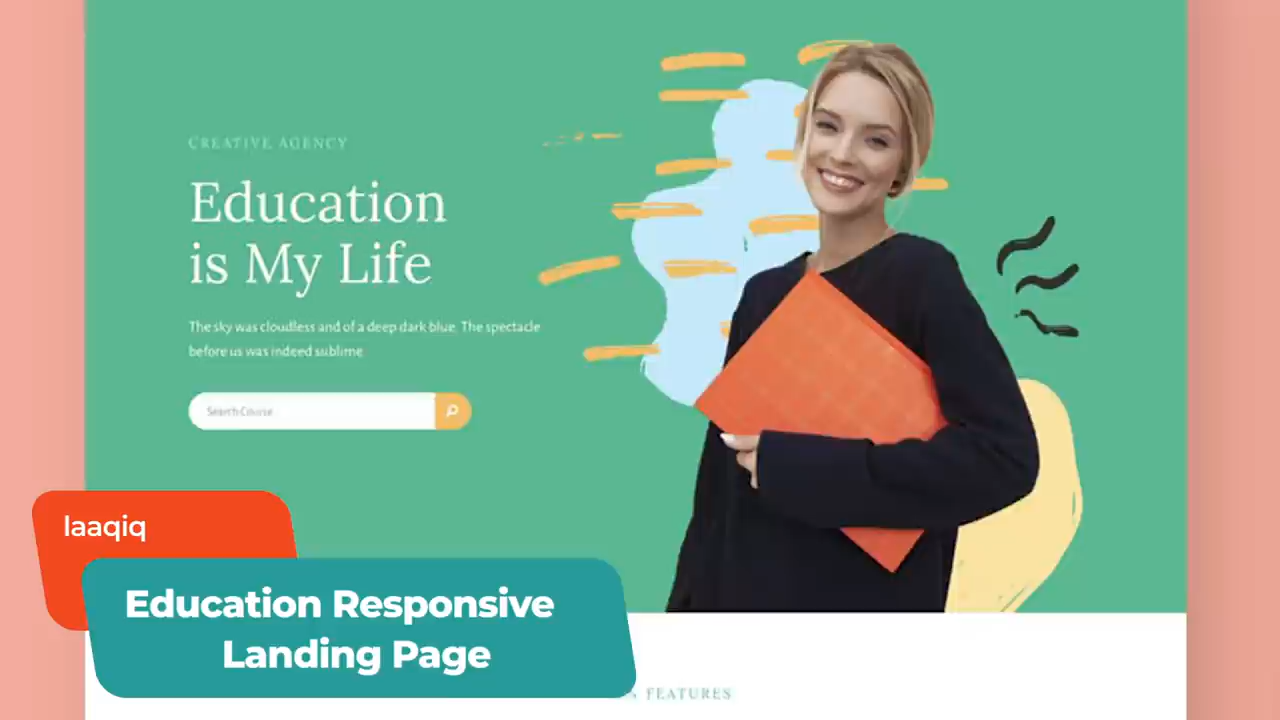 CREATIVE AGENCY
Education
is My Life
The sky was cloudless and of a deep dark blue. The spectacle
before us was indeed sublime.
Search Course
laaqiq
Education Responsive
Landing Page
FEATURES